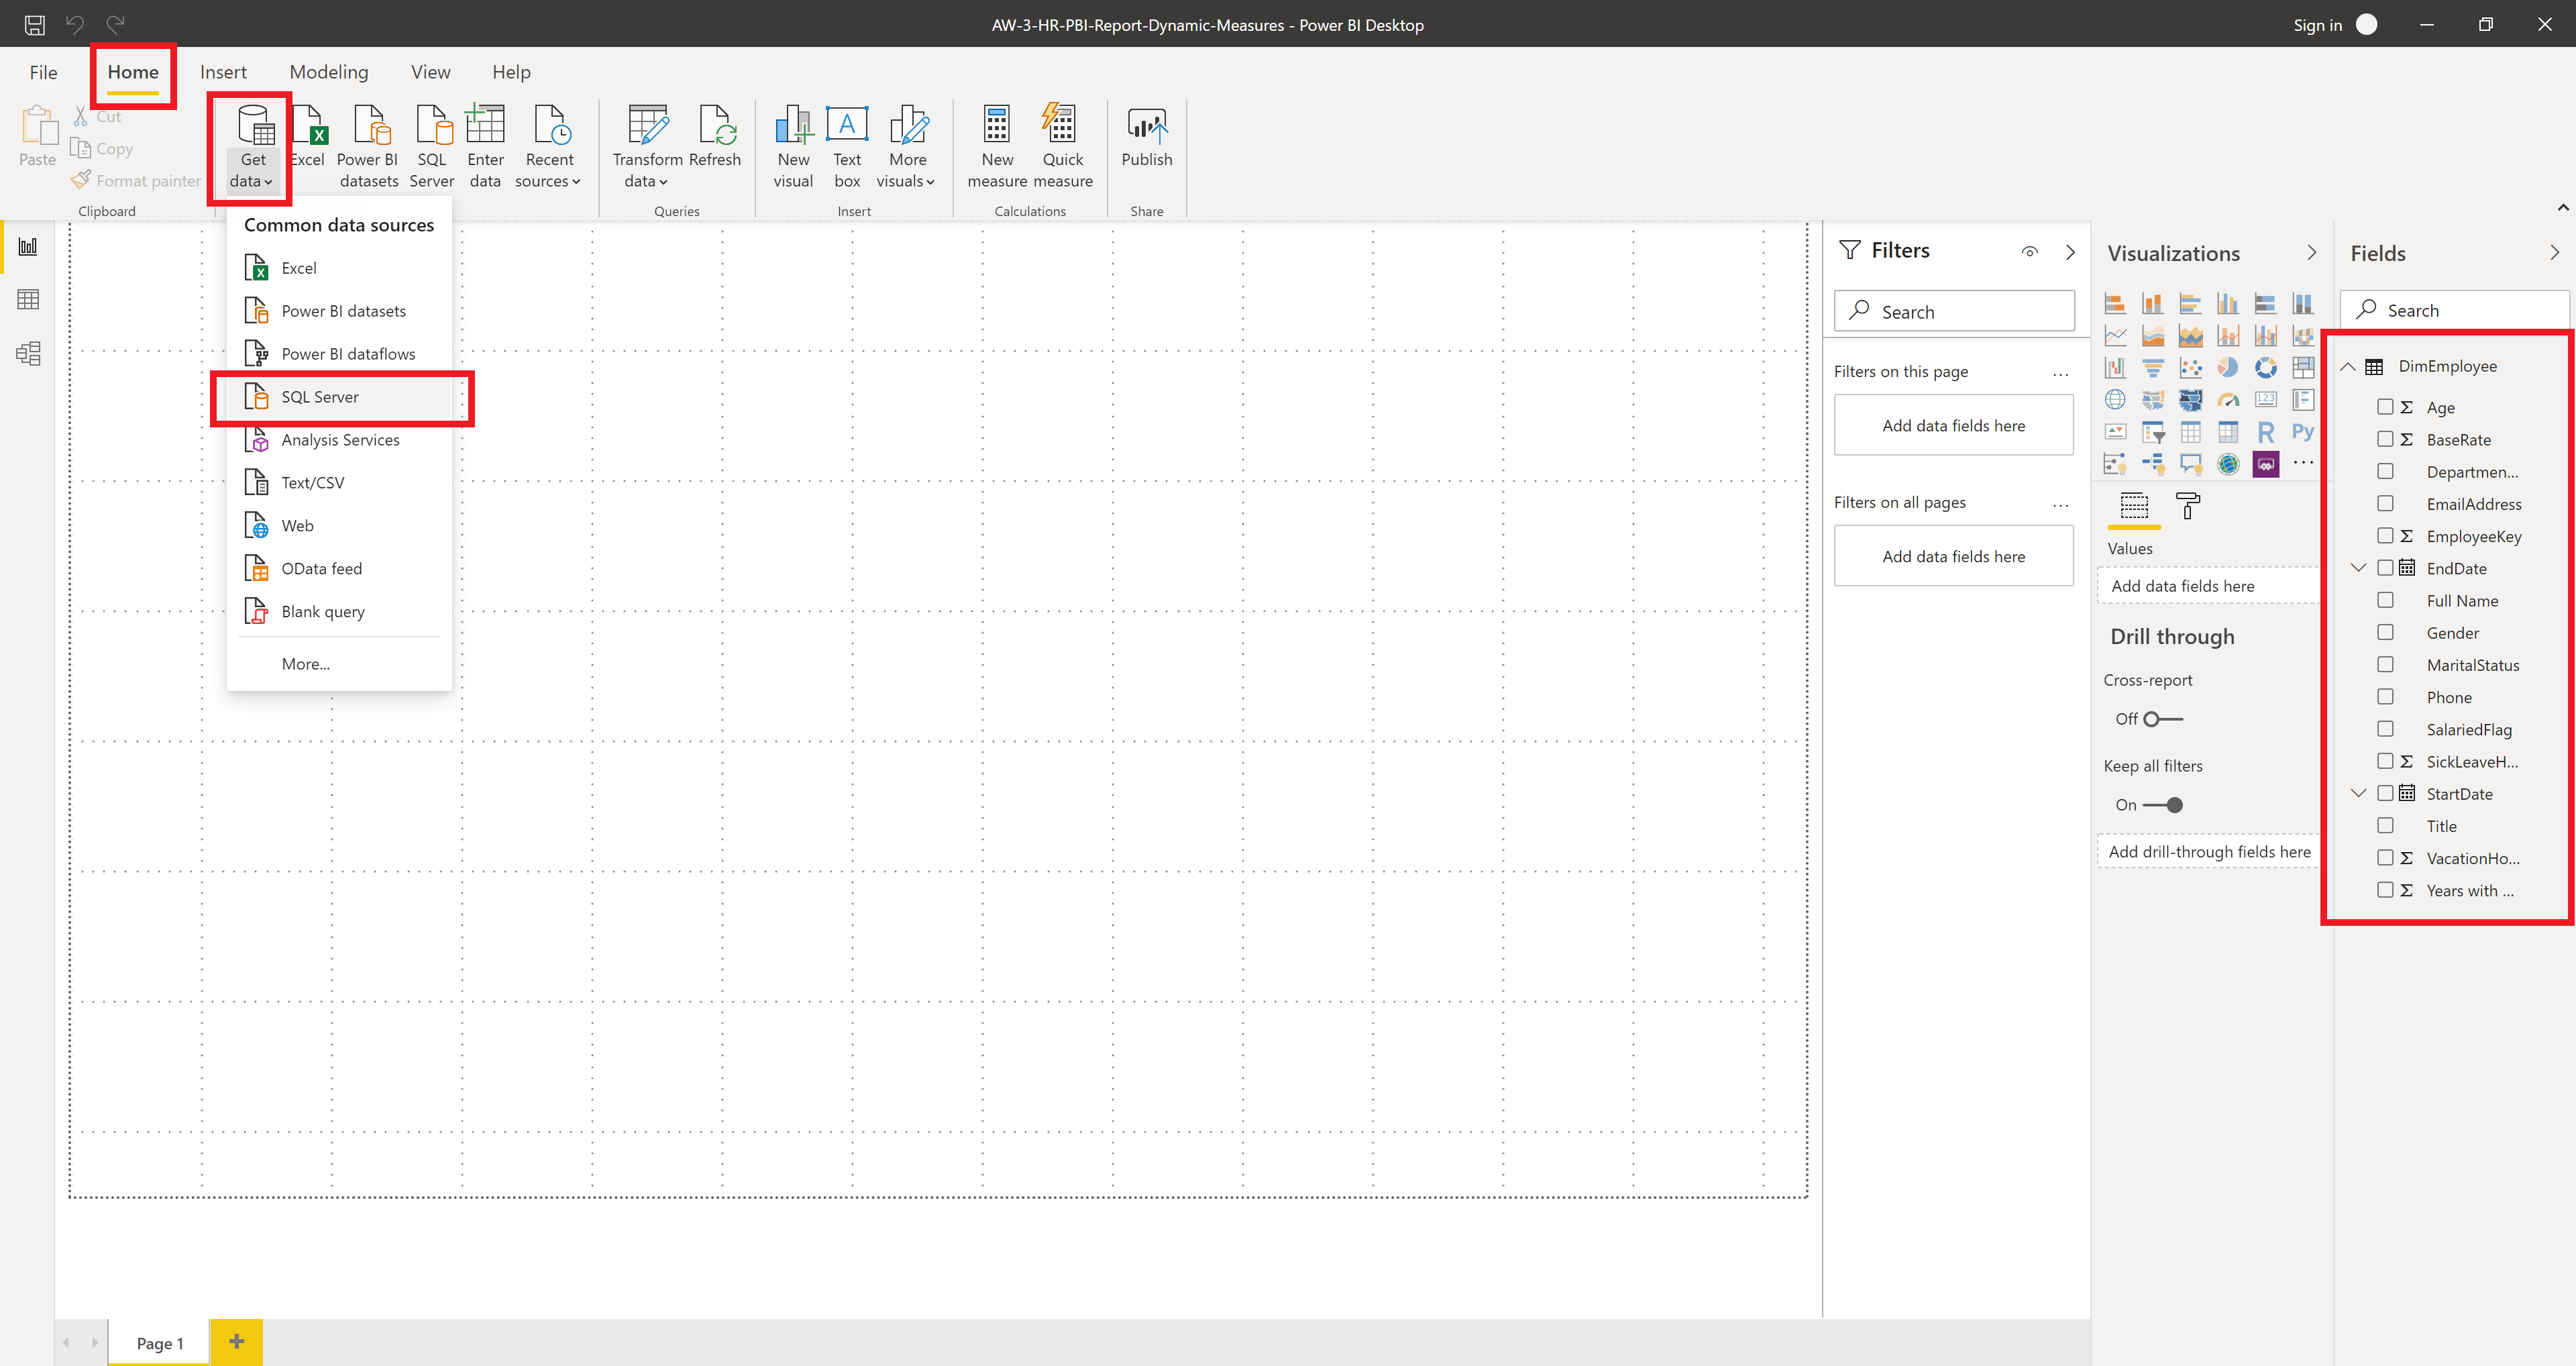 AW-3-HR-PBI-Report-Dynamic-Measures - Power BI Desktop
Sign in
File
Home
Insert
Modeling
View
Help
Paste
Cut
Copy
Format painter
Clipboard
Get
data
Excel
Power BI
datasets
SQL
Server
Enter
data
Recent
sources
Transform
data
Refresh
Queries
New
visual
Text
box
More
visuals
Insert
New
measure
Quick
measure
Calculations
Publish
Share
Common data sources
Excel
Power BI datasets
Power BI dataflows
SQL Server
Analysis Services
Text/CSV
Web
OData feed
Blank query
More...
Filters
Search
Filters on this page
...
Add data fields here
Filters on all pages
...
Add data fields here
Visualizations
123
R
Py
...
Values
Add data fields here
Drill through
Cross-report
Off
Keep all filters
On
Add drill-through fields here
Fields
Search
DimEmployee
Σ Age
Σ BaseRate
Departmen...
EmailAddress
Σ EmployeeKey
EndDate
Full Name
Gender
MaritalStatus
Phone
SalariedFlag
Σ SickLeaveH...
StartDate
Title
Σ VacationHo...
Σ Years with ...
Page 1